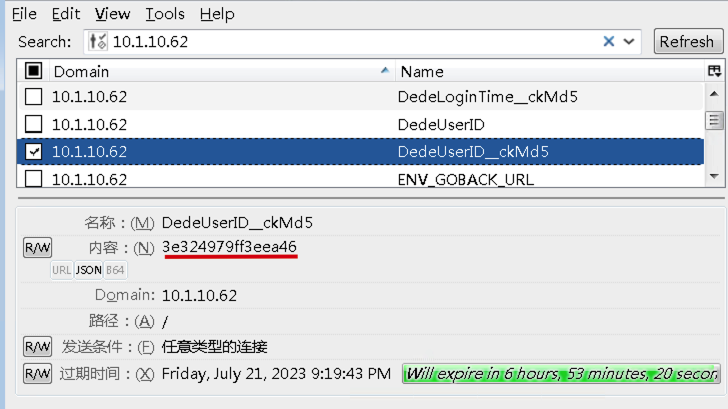 File Edit View Tools Help
Search: 10.1.10.62 Refresh
Domain Name
10.1.10.62 DedeLoginTime__ckMd5
10.1.10.62 DedeUserID
10.1.10.62 DedeUserID__ckMd5
10.1.10.62 ENV_GOBACK_URL
名称：(M) DedeUserID__ckMd5
R/W 内容：(N) 3e324979ff3eea46
URL JSON B64
Domain: 10.1.10.62
路径：(A) /
R/W 发送条件：(F) 任意类型的连接
R/W 过期时间：(X) Friday, July 21, 2023 9:19:43 PM Will expire in 6 hours, 53 minutes, 20 secon